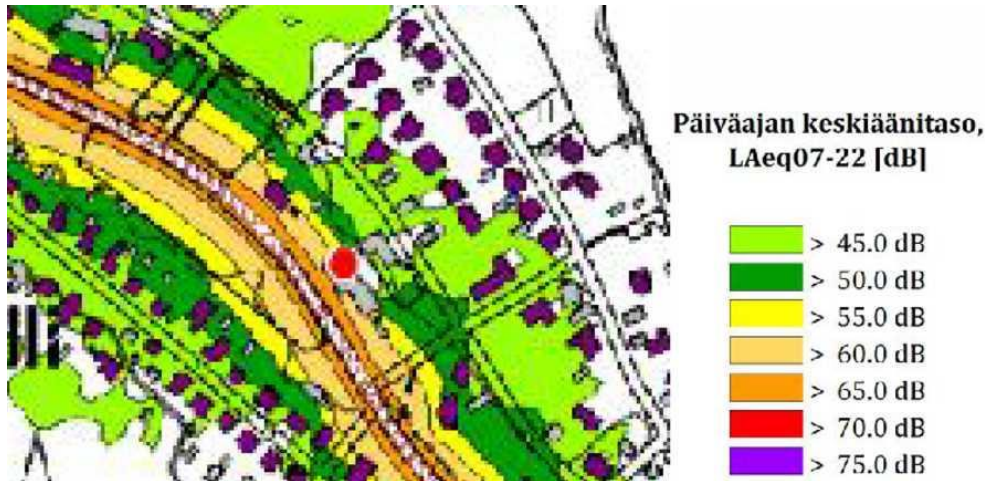 Päiväajan keskiäänitaso,
LAeq07-22 [dB]
> 45.0 dB
> 50.0 dB
> 55.0 dB
> 60.0 dB
> 65.0 dB
> 70.0 dB
> 75.0 dB